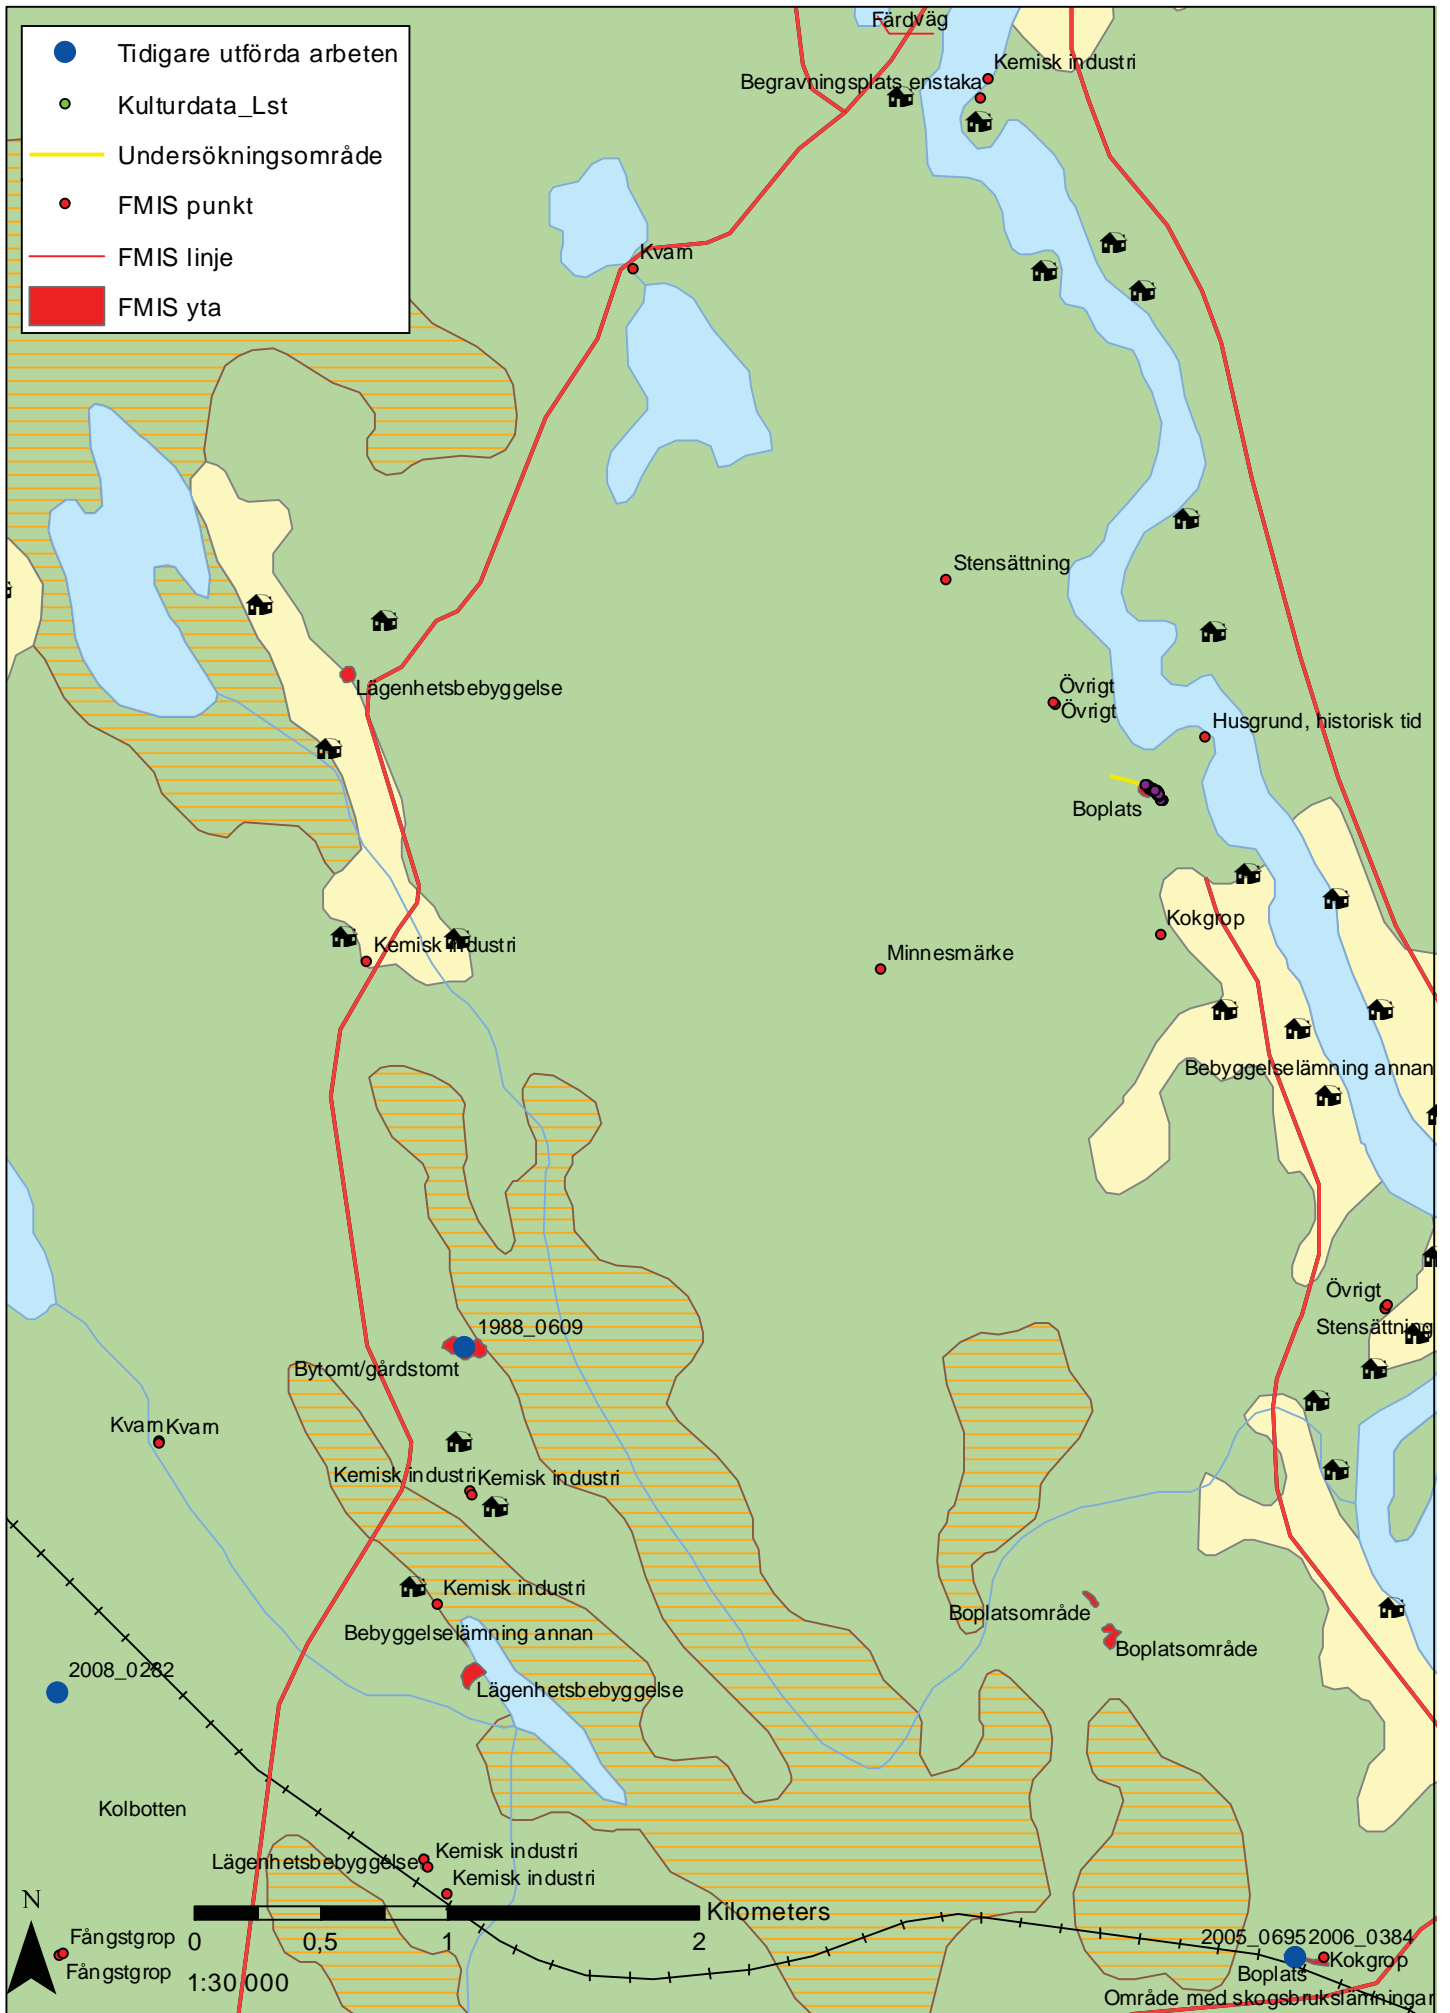 Färdväg
Tidigare utförda arbeten
Kemisk industri
Begravningsplats enstaka
Kulturdata_Lst
Undersökningsområde
FMIS punkt
Kvarn
FMIS linje
FMIS yta
Stensättning
Lägenhetsbebyggelse
Övrigt
Övrigt
Husgrund, historisk tid
Boplats
Kokgrop
Kemisk industri
Minnesmärke
Bebyggelselämning annan
Övrigt
1988_0609
Stensättning
Bytomt/gårdstomt
Kvarn Kvarn
Kemisk industri Kemisk industri
Kemisk industri
Boplatsområde
Bebyggelselämning annan
Boplatsområde
2008_0282
Lägenhetsbebyggelse
Kolbotten
Kemisk industri
Lägenhetsbebyggelse
Kemisk industri
N
Kilometers
Fångstgrop
0 0,5 1 2
2005_0695 2006_0384
Kokgrop
Fångstgrop
Boplats
1:30 000
Område med skogsbrukslämningar